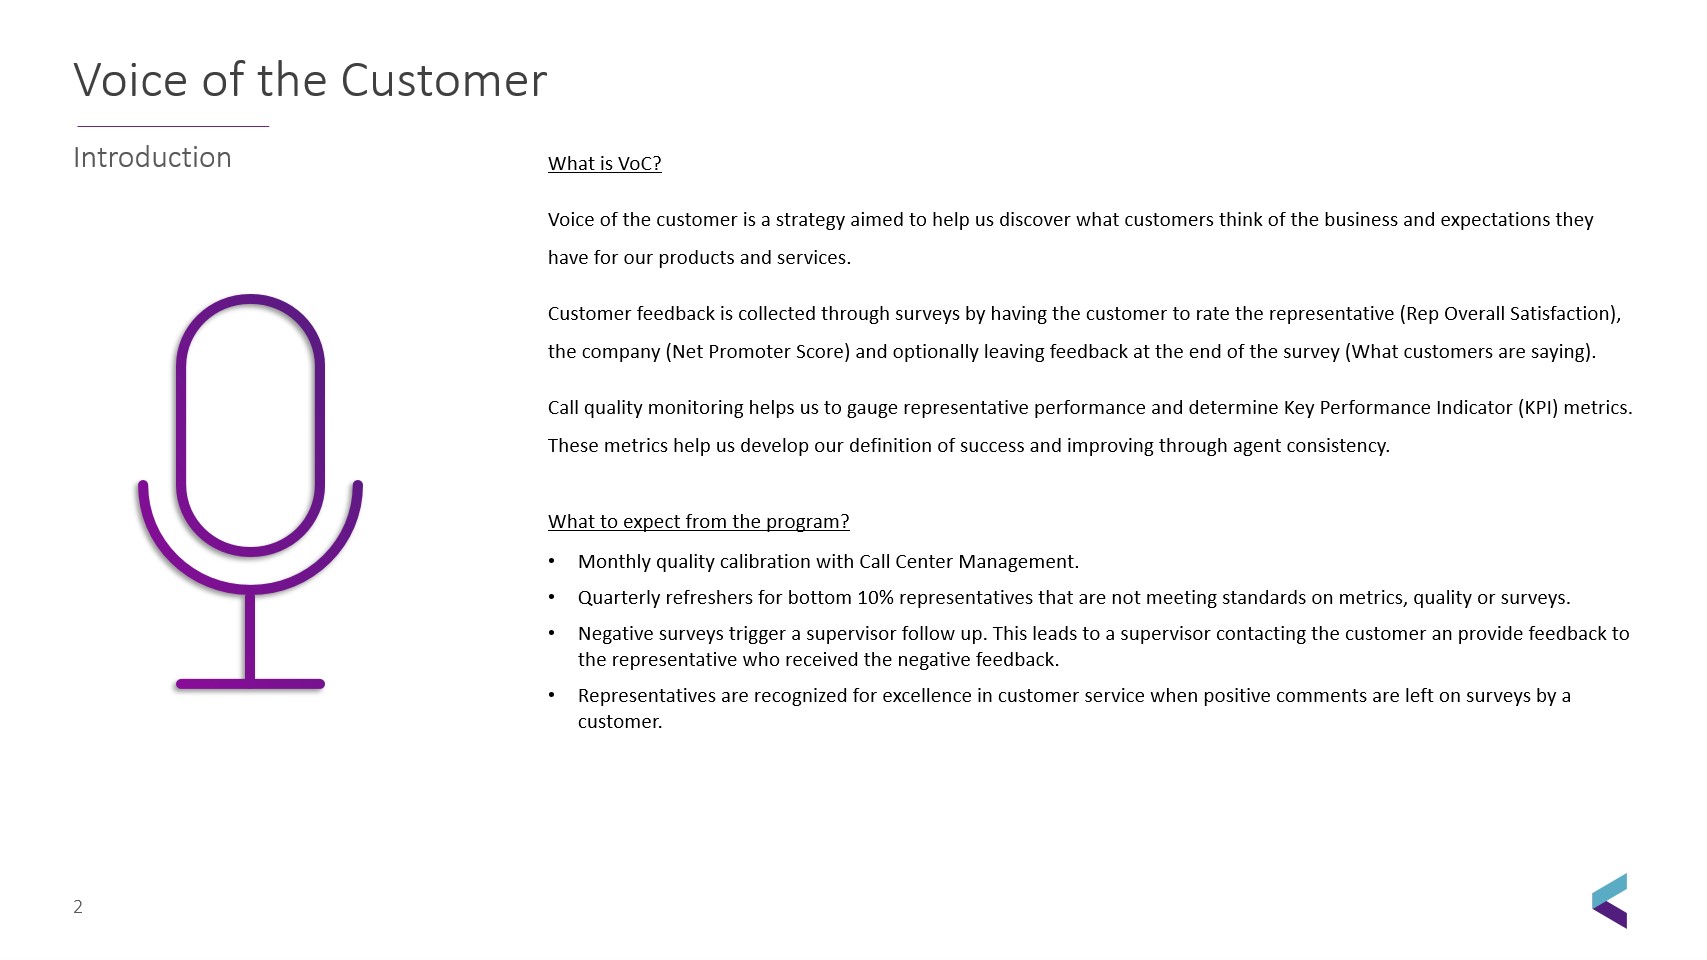 Voice of the Customer
Introduction
What is VoC?
Voice of the customer is a strategy aimed to help us discover what customers think of the business and expectations they
have for our products and services.
Customer feedback is collected through surveys by having the customer to rate the representative (Rep Overall Satisfaction),
the company (Net Promoter Score) and optionally leaving feedback at the end of the survey (What customers are saying).
Call quality monitoring helps us to gauge representative performance and determine Key Performance Indicator (KPI) metrics.
These metrics help us develop our definition of success and improving through agent consistency.
What to expect from the program?
• Monthly quality calibration with Call Center Management.
• Quarterly refreshers for bottom 10% representatives that are not meeting standards on metrics, quality or surveys.
• Negative surveys trigger a supervisor follow up. This leads to a supervisor contacting the customer an provide feedback to
the representative who received the negative feedback.
• Representatives are recognized for excellence in customer service when positive comments are left on surveys by a
customer.
2